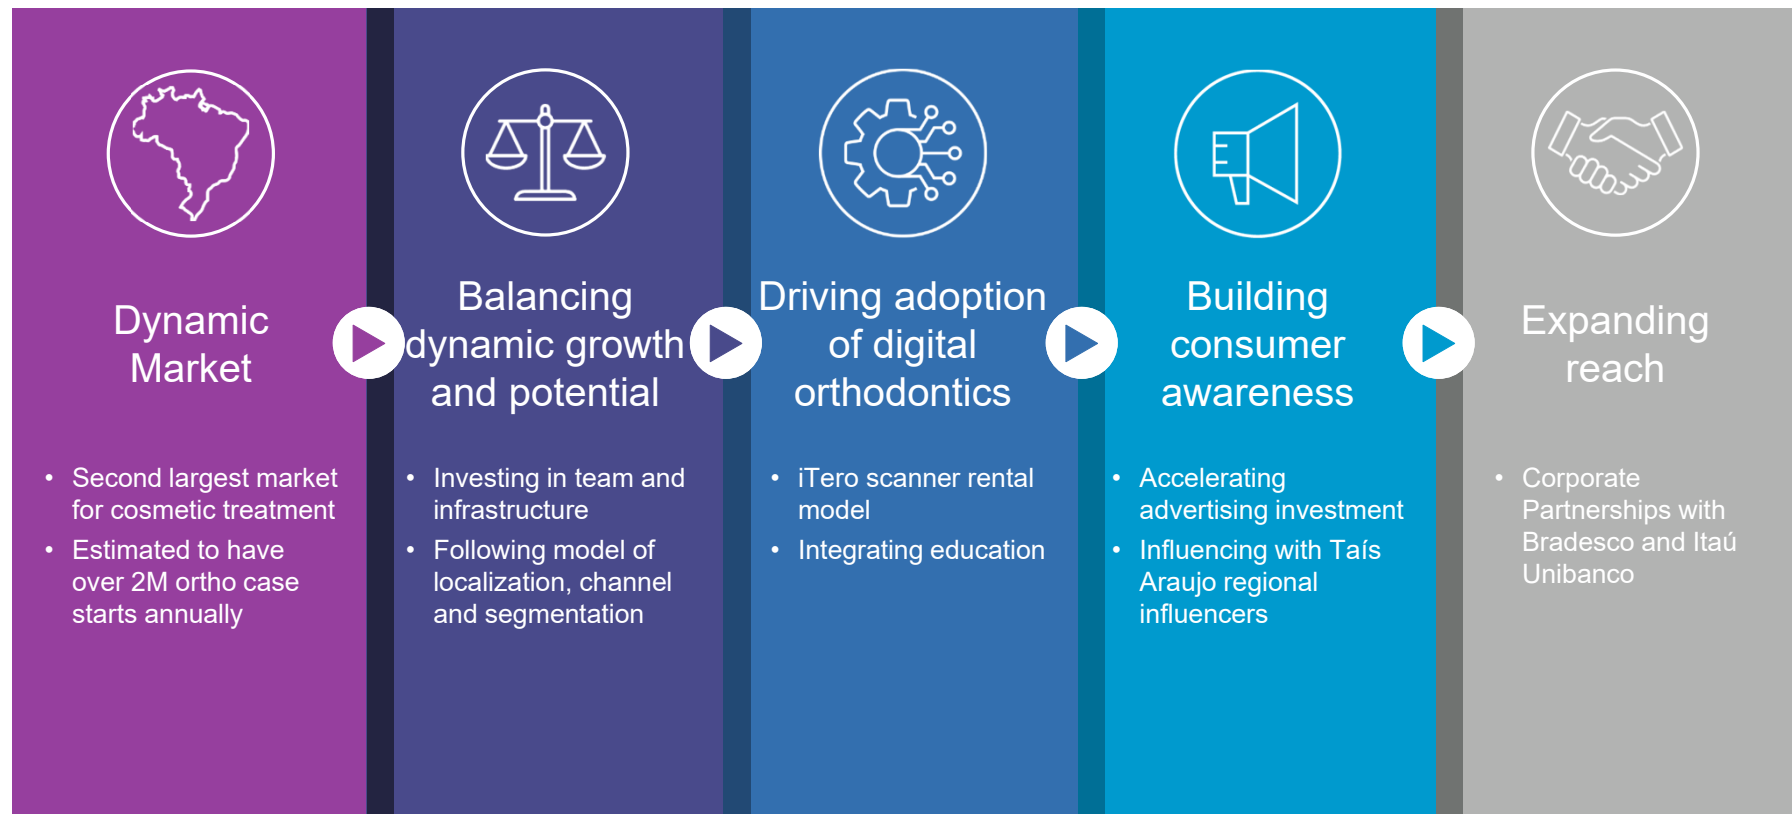 Dynamic
Market
• Second largest market
for cosmetic treatment
• Estimated to have
over 2M ortho case
starts annually
Balancing
dynamic growth
and potential
• Investing in team and
infrastructure
• Following model of
localization, channel
and segmentation
Driving adoption
of digital
orthodontics
• iTero scanner rental
model
• Integrating education
Building
consumer
awareness
• Accelerating
advertising investment
• Influencing with Taís
Araujo regional
influencers
Expanding
reach
• Corporate
Partnerships with
Bradesco and Itaú
Unibanco